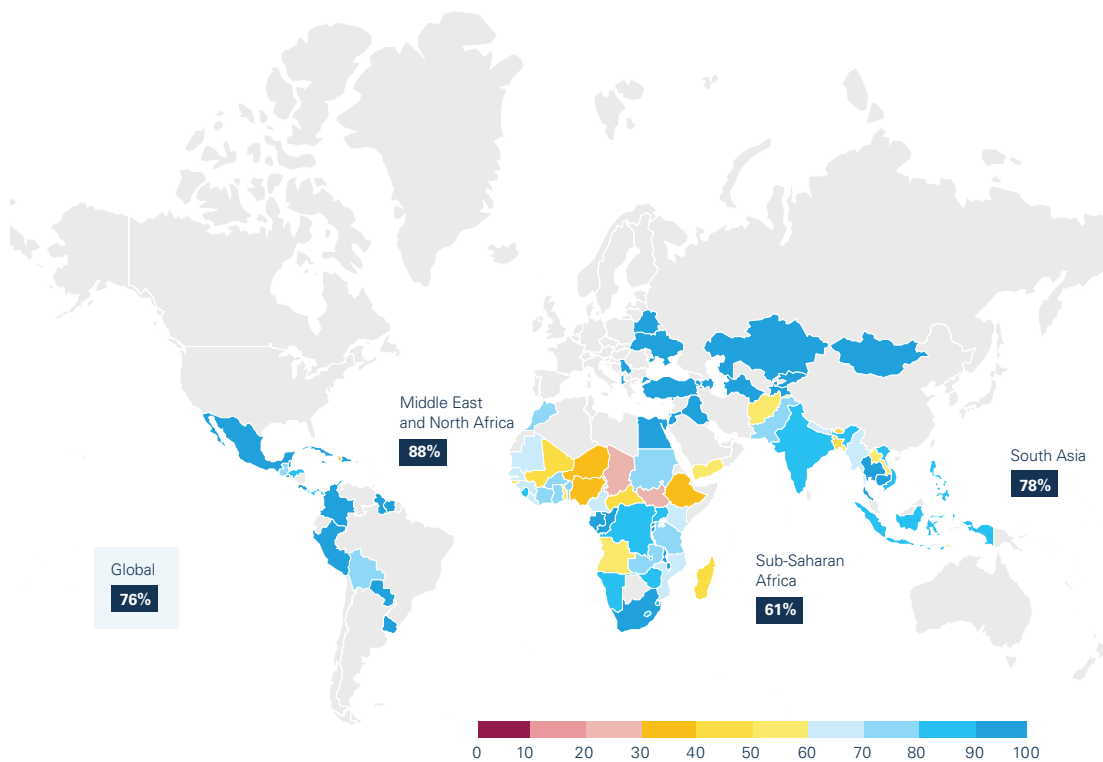 Middle East
and North Africa
88%
South Asia
78%
Global
76%
Sub-Saharan
Africa
61%
0 10 20 30 40 50 60 70 80 90 100